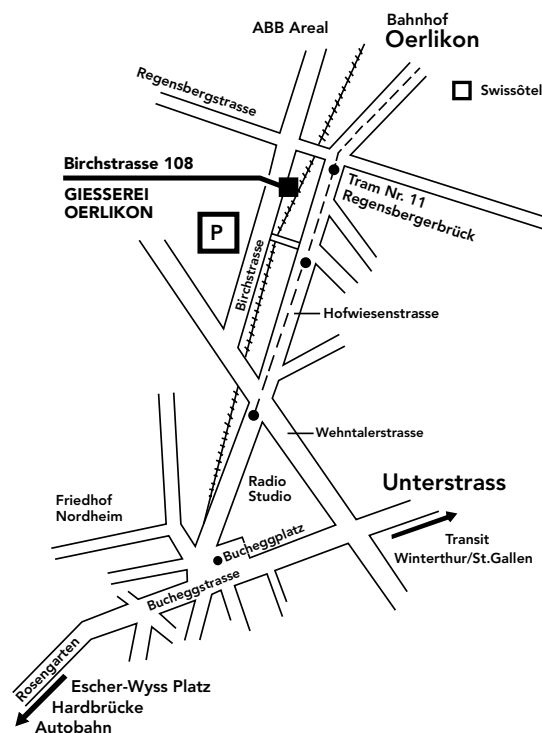 ABB Areal
Bahnhof
Oerlikon
Swissôtel
Regensbergstrasse
Birchstrasse 108
GIESSEREI
OERLIKON
Tram Nr. 11
Regensbergerbrück
P
Birchstrasse
Hofwiesenstrasse
Wehntalerstrasse
Radio
Studio
Unterstrass
Friedhof
Nordheim
Bucheggplatz
Transit
Winterthur/St.Gallen
Bucheggstrasse
Rosengarten
Escher-Wyss Platz
Hardbrücke
Autobahn